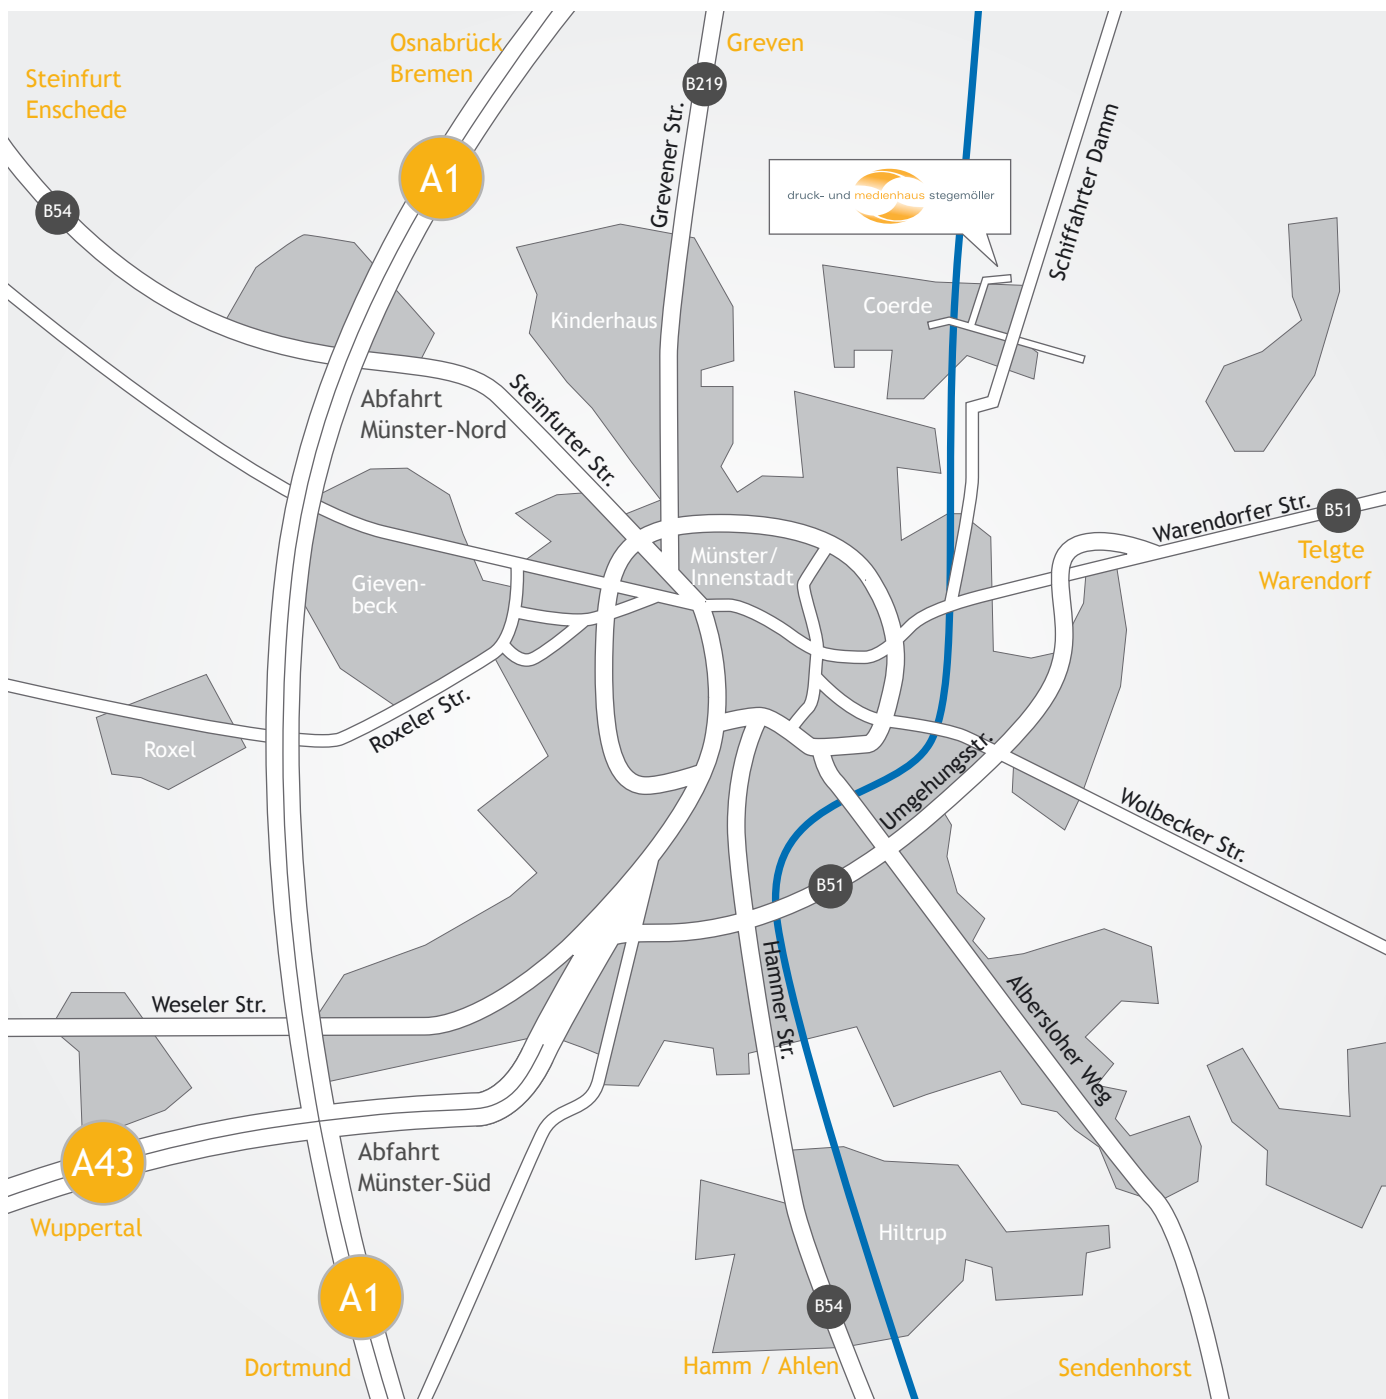 Osnabrück
Bremen
Greven
Steinfurt
Enschede
B219
A1
B54
Grevener Str.
Schiffahrter Damm
druck- und medienhaus stegemöller
Coerde
Kinderhaus
Abfahrt
Münster-Nord
Steinfurter Str.
Warendorfer Str.
B51
Telgte
Warendorf
Münster/
Innenstadt
Gieven-
beck
Roxeler Str.
Roxel
Umgehungsstr.
Wolbecker Str.
B51
Hammer Str.
Albersloher Weg
Weseler Str.
Abfahrt
Münster-Süd
A43
Wuppertal
Hiltrup
A1
B54
Dortmund
Hamm / Ahlen
Sendenhorst